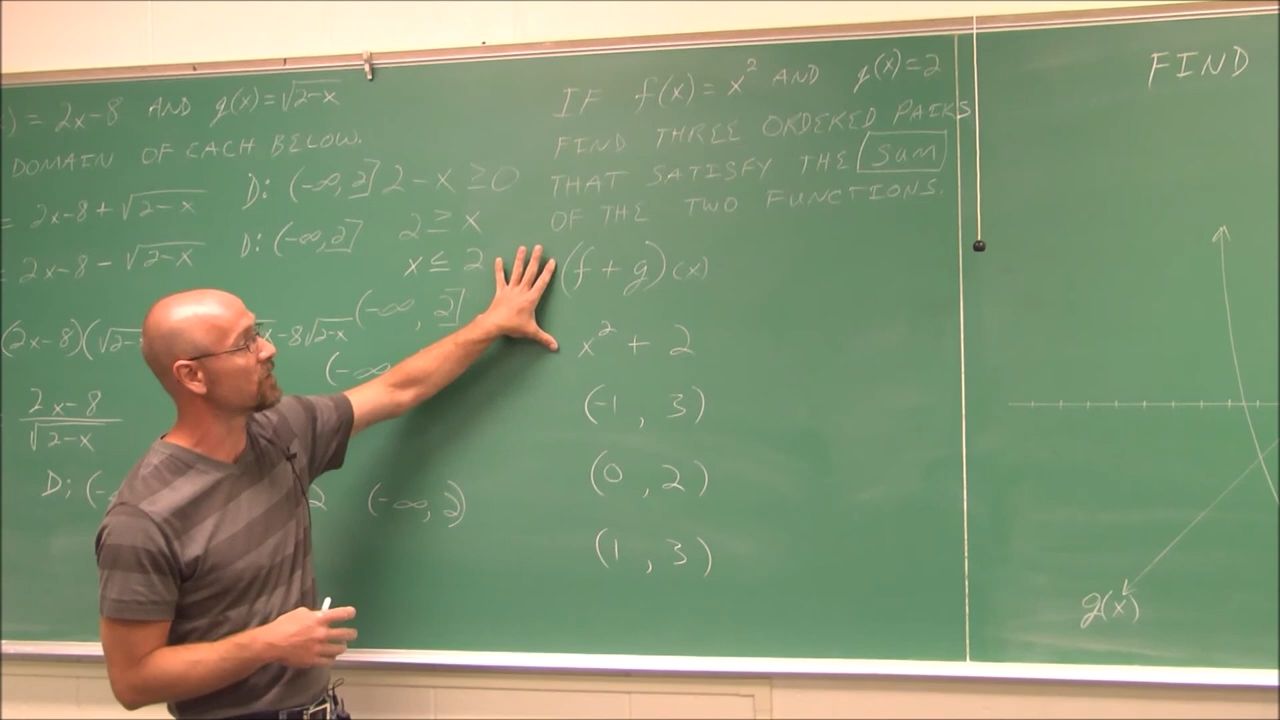 ) = 2x-8 AND g(x)=√2-x
DOMAIN OF EACH BELOW.
= 2x-8+√2-x D: (-∞,2] 2-x ≥0
= 2x-8-√2-x D: (-∞,2] 2 ≥ x
x ≤ 2
(2x-8)(√2- x-8√2-x (-∞, 2]
(-∞
2x-8
√2-x
D: (- 2 (-∞, 2)
IF f(x) = x² AND g(x)=2
FIND THREE ORDERED PAIRS
THAT SATISFY THE SUM
OF THE TWO FUNCTIONS.
(f+g)(x)
x² + 2
(-1, 3)
(0, 2)
(1, 3)
FIND
g(x)